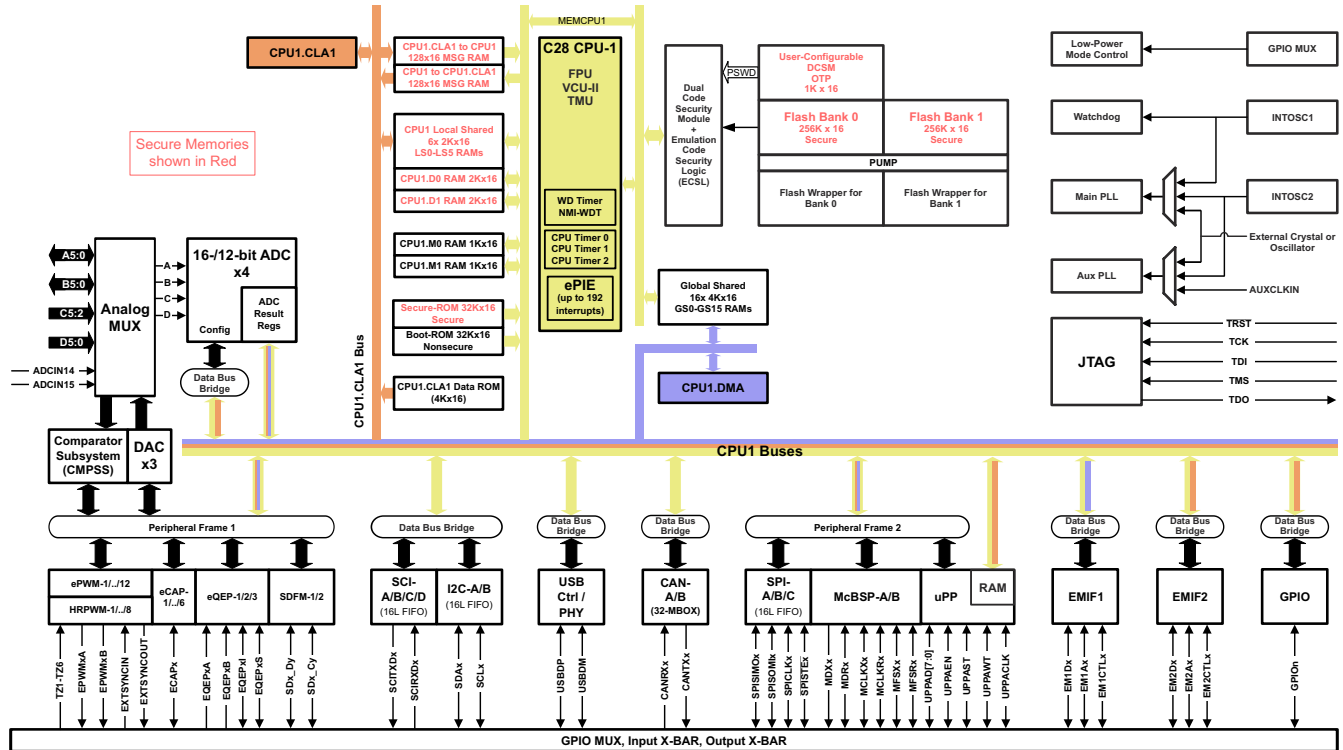 MEMCPU1
CPU1.CLA1
CPU1.CLA1 to CPU1
128x16 MSG RAM
CPU1 to CPU1.CLA1
128x16 MSG RAM
CPU1 Local Shared
6x 2Kx16
LS0-LS5 RAMs
CPU1.D0 RAM 2Kx16
CPU1.D1 RAM 2Kx16
CPU1.M0 RAM 1Kx16
CPU1.M1 RAM 1Kx16
Secure-ROM 32Kx16
Secure
Boot-ROM 32Kx16
Nonsecure
CPU1.CLA1 Data ROM
(4Kx16)
CPU1.CLA1 Bus
Secure Memories
shown in Red
C28 CPU-1
FPU
VCU-II
TMU
WD Timer
NMI-WDT
CPU Timer 0
CPU Timer 1
CPU Timer 2
ePIE
(up to 192
interrupts)
Dual
Code
Security
Module
+
Emulation
Code
Security
Logic
(ECSL)
PSWD
User-Configurable
DCSM
OTP
1K x 16
Flash Bank 0
256K x 16
Secure
Flash Bank 1
256K x 16
Secure
PUMP
Flash Wrapper for
Bank 0
Flash Wrapper for
Bank 1
Global Shared
16x 4Kx16
GS0-GS15 RAMs
CPU1.DMA
Low-Power
Mode Control
GPIO MUX
Watchdog
INTOSC1
Main PLL
INTOSC2
External Crystal or
Oscillator
Aux PLL
AUXCLKIN
JTAG
TRST
TCK
TDI
TMS
TDO
A5:0
B5:0
C5:2
D5:0
ADCIN14
ADCIN15
Analog
MUX
A
B
C
D
16-/12-bit ADC
x4
ADC
Result
Regs
Config
Data Bus
Bridge
Comparator
Subsystem
(CMPSS)
DAC
x3
CPU1 Buses
Peripheral Frame 1
Data Bus Bridge
Data Bus
Bridge
Data Bus
Bridge
Peripheral Frame 2
Data Bus
Bridge
Data Bus
Bridge
Data Bus
Bridge
ePWM-1/../12
HRPWM-1/../8
eCAP-
1/../6
eQEP-1/2/3
SDFM-1/2
SCI-
A/B/C/D
(16L FIFO)
I2C-A/B
(16L FIFO)
USB
Ctrl /
PHY
CAN-
A/B
(32-MBOX)
SPI-
A/B/C
(16L FIFO)
McBSP-A/B
uPP
RAM
EMIF1
EMIF2
GPIO
TZ1-TZ6
EPWMxA
EPWMxB
EXTSYNCIN
EXTSYNCOUT
ECAPx
EQEPxA
EQEPxB
EQEPxI
EQEPxS
SDx_Dy
SDx_Cy
SCITXDx
SCIRXDx
SDAx
SCLx
USBDP
USBDM
CANRXx
CANTXx
SPISIMOx
SPISOMIx
SPICLKx
SPISTEx
MDXx
MDRx
MCLKXx
MCLKRx
MFSXx
MFSRx
UPPAD[7:0]
UPPAEN
UPPAST
UPPAWT
UPPACLK
EM1Dx
EM1Ax
EM1CTLx
EM2Dx
EM2Ax
EM2CTLx
GPIOn
GPIO MUX, Input X-BAR, Output X-BAR